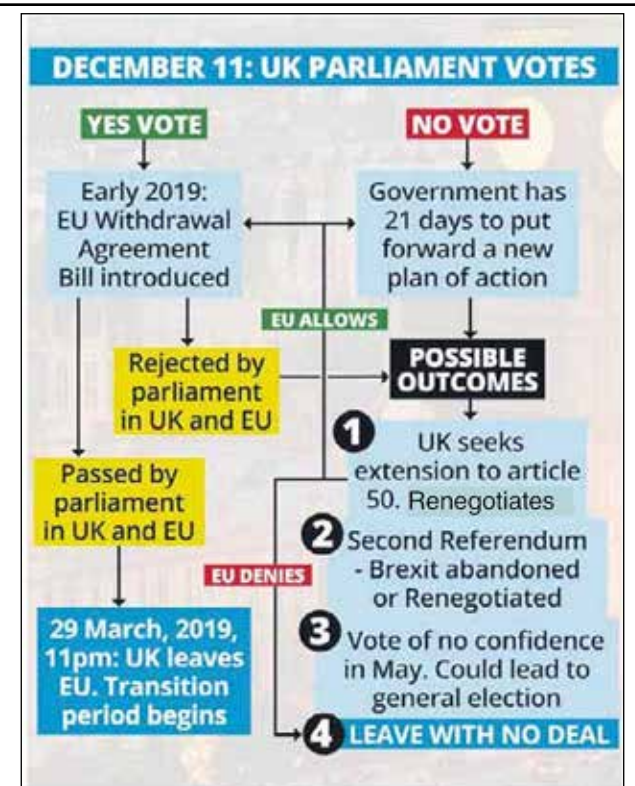 DECEMBER 11: UK PARLIAMENT VOTES
YES VOTE
Early 2019:
EU Withdrawal
Agreement
Bill introduced
Rejected by
parliament
in UK and EU
Passed by
parliament
in UK and EU
29 March, 2019,
11pm: UK leaves
EU. Transition
period begins
NO VOTE
Government has
21 days to put
forward a new
plan of action
EU ALLOWS
POSSIBLE
OUTCOMES
1
UK seeks
extension to article
50. Renegotiates
EU DENIES
2
Second Referendum
- Brexit abandoned
or Renegotiated
3
Vote of no confidence
in May. Could lead to
general election
4 LEAVE WITH NO DEAL